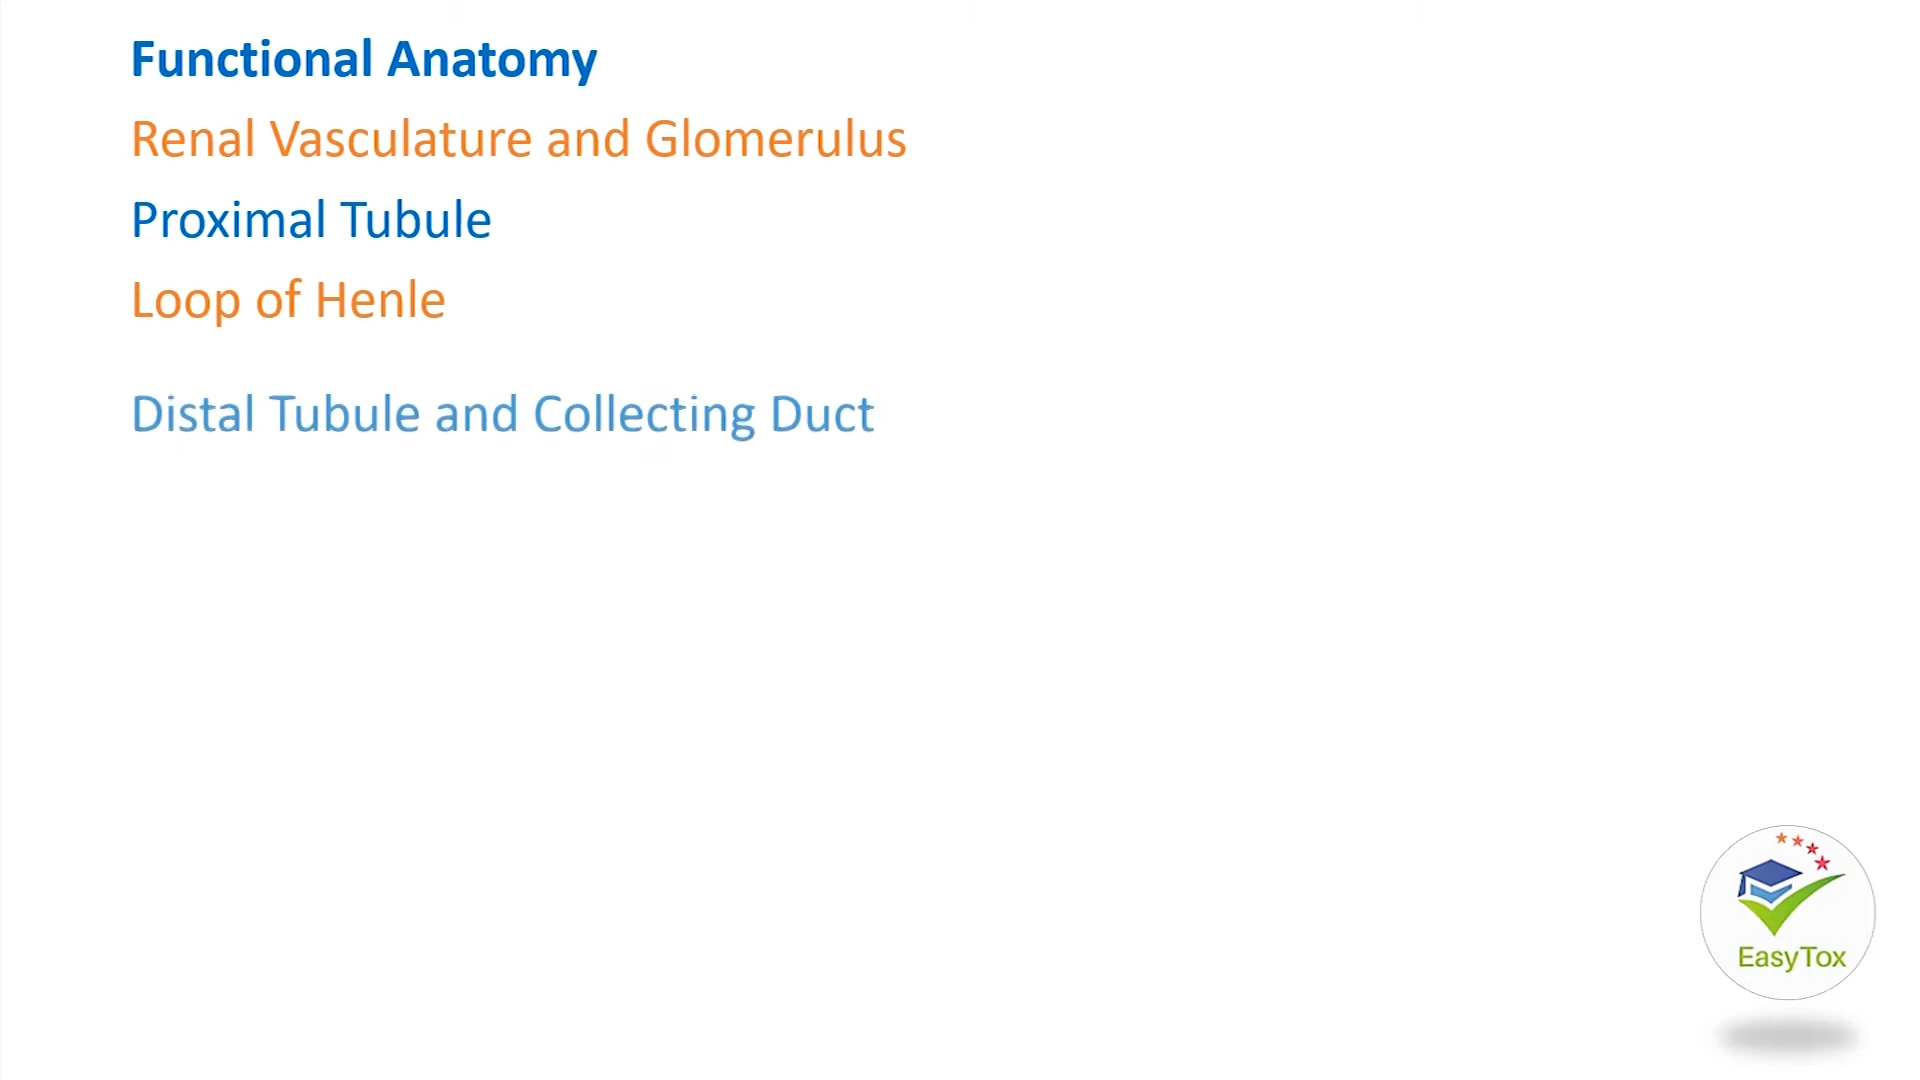 Functional Anatomy
Renal Vasculature and Glomerulus
Proximal Tubule
Loop of Henle
Distal Tubule and Collecting Duct
EasyTox